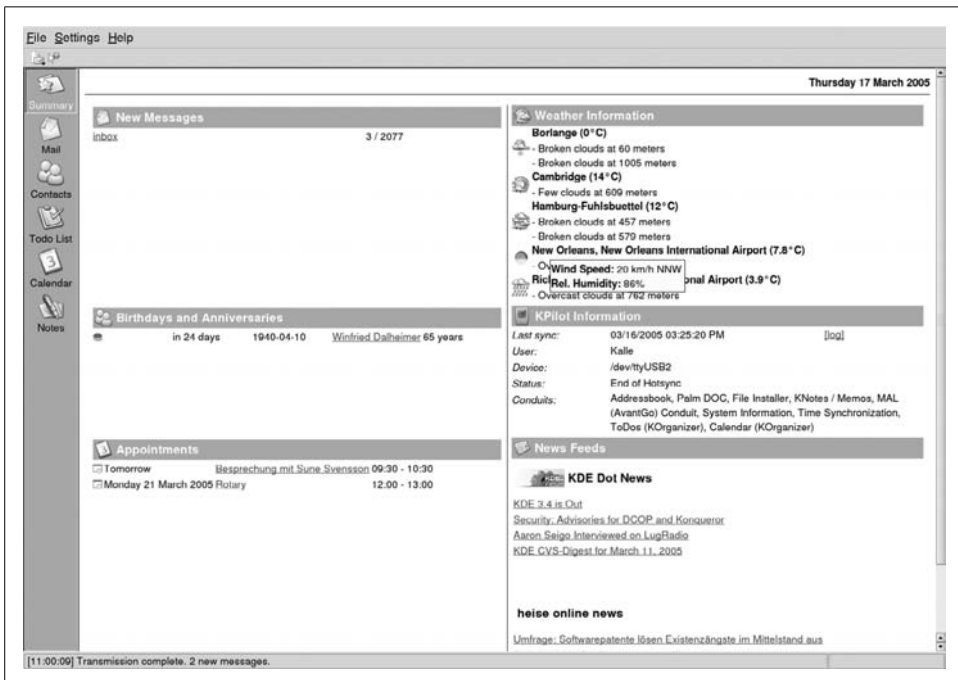 File Settings Help
Thursday 17 March 2005
Summary
Mail
Contacts
Todo List
Calendar
Notes
New Messages
inbox 3 / 2077
Birthdays and Anniversaries
in 24 days 1940-04-10 Winfried Dalheimer 65 years
Appointments
Tomorrow Besprechung mit Sune Svensson 09:30 - 10:30
Monday 21 March 2005 Rotary 12:00 - 13:00
Weather Information
Borlange (0°C)
- Broken clouds at 60 meters
- Broken clouds at 1005 meters
Cambridge (14°C)
- Few clouds at 609 meters
Hamburg-Fuhlsbuettel (12°C)
- Broken clouds at 457 meters
- Broken clouds at 579 meters
New Orleans, New Orleans International Airport (7.8°C)
Wind Speed: 20 km/h NNW
Rel. Humidity: 86%
Airport (3.9°C)
- Overcast clouds at 762 meters
KPilot Information
Last sync: 03/16/2005 03:25:20 PM [log]
User: Kalle
Device: /dev/ttyUSB2
Status: End of Hotsync
Conduits: Addressbook, Palm DOC, File Installer, KNotes / Memos, MAL
(AvantGo) Conduit, System Information, Time Synchronization,
ToDos (KOrganizer), Calendar (KOrganizer)
News Feeds
KDE Dot News
KDE 3.4 is Out
Security: Advisories for DCOP and Konqueror
Aaron Seigo Interviewed on LugRadio
KDE CVS-Digest for March 11, 2005
heise online news
Umfrage: Softwarepatente lösen Existenzängste im Mittelstand aus
[11:00:09] Transmission complete. 2 new messages.